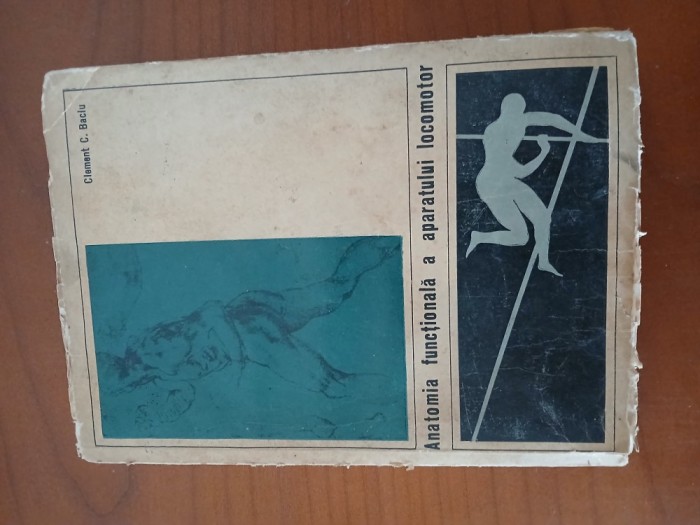 Clement C. Baciu
Anatomia funcțională a aparatului locomotor